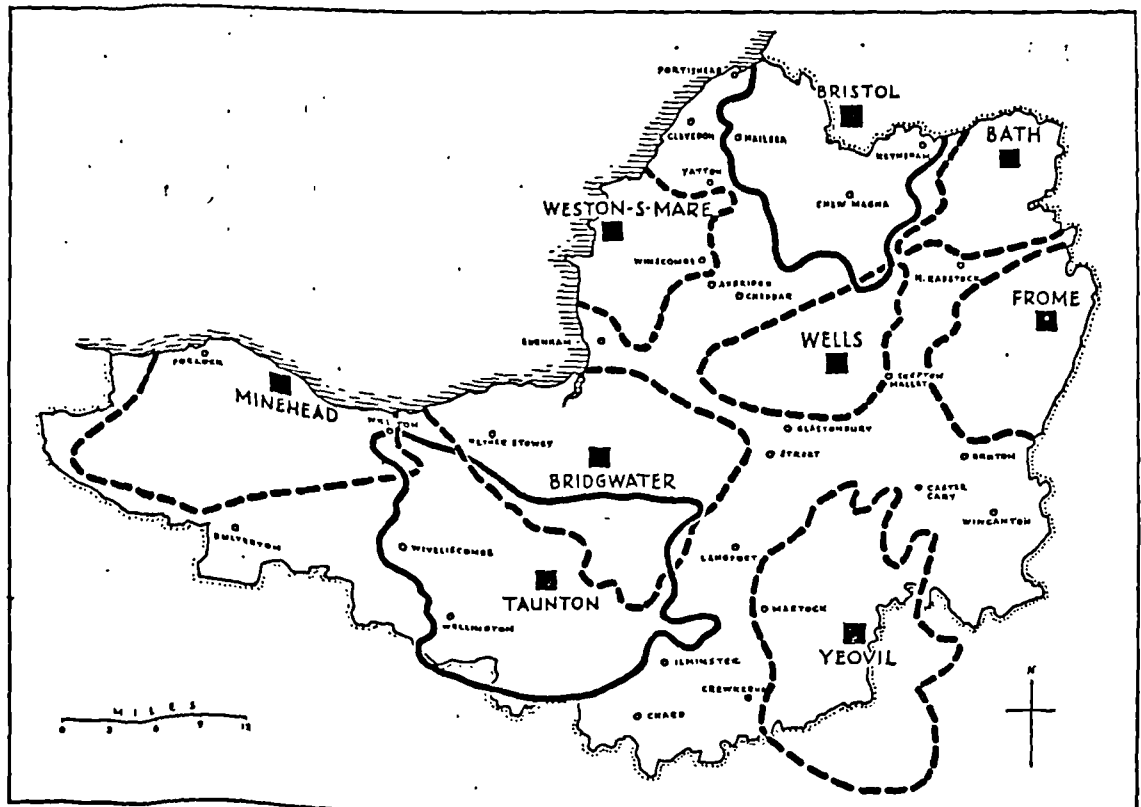 PORTISHEAD
BRISTOL
CLEVEDON
NAILSEA
KEYNSHAM
BATH
YATTON
CHEW MAGNA
WESTON-S-MARE
WINSCOMBE
N. RADSTOCK
AXBRIDGE
CHEDDAR
FROME
BURNHAM
WELLS
PORLOCK
SHEPTON
MALLET
MINEHEAD
GLASTONBURY
NETHER STOWEY
STREET
BRUTON
BRIDGWATER
CASTER
CARY
WINCANTON
DULVERTON
WIVELISCOMBE
LANGPORT
TAUNTON
MARTOCK
WELLINGTON
YEOVIL
ILMINSTER
CREWKERNE
CHARD
N
MILES
0 3 6 9 12